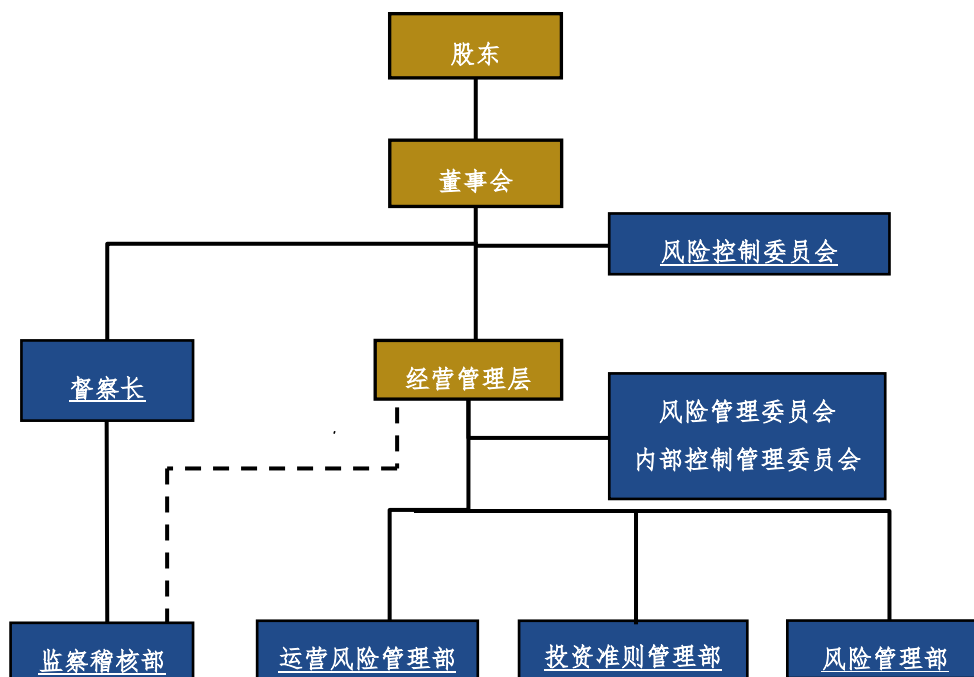 股东
董事会
风险控制委员会
督察长
经营管理层
风险管理委员会
内部控制管理委员会
监察稽核部
运营风险管理部
投资准则管理部
风险管理部